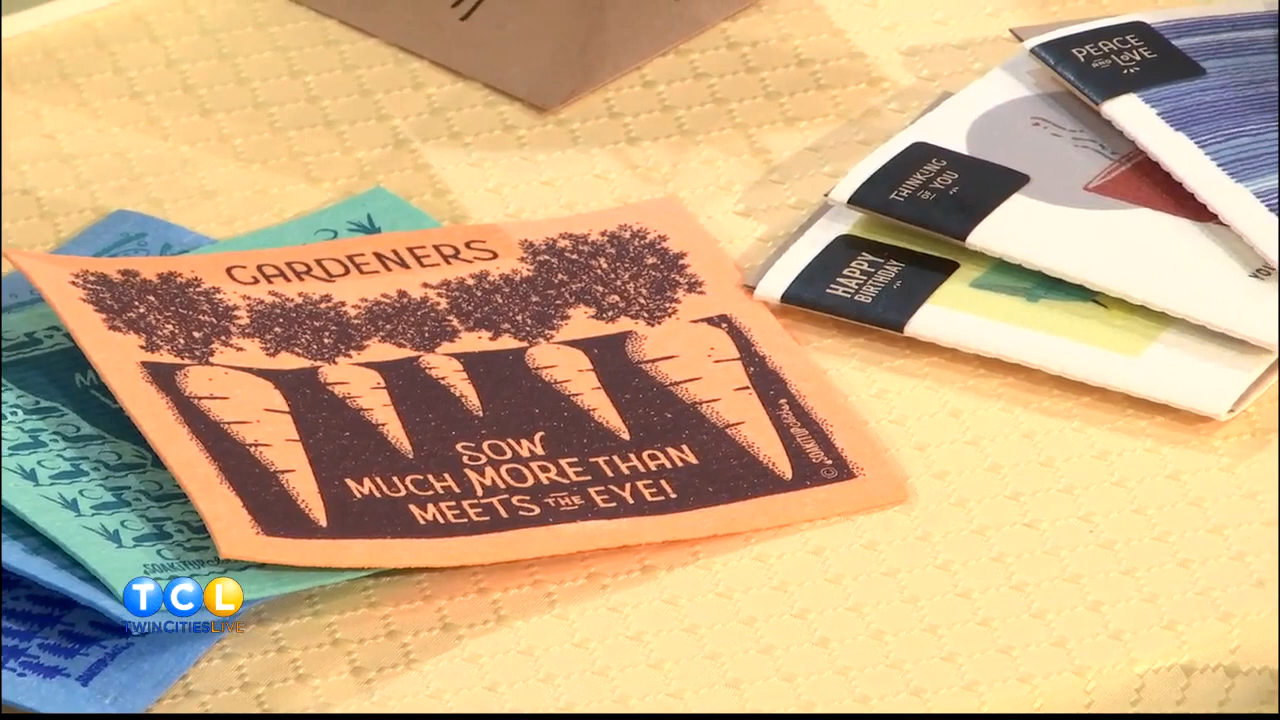 PEACE
AND LOVE
THINKING
OF YOU
HAPPY
BIRTHDAY
GARDENERS
SOW
MUCH MORE THAN
MEETS THE EYE!
TCL
TWINCITIESLIVE